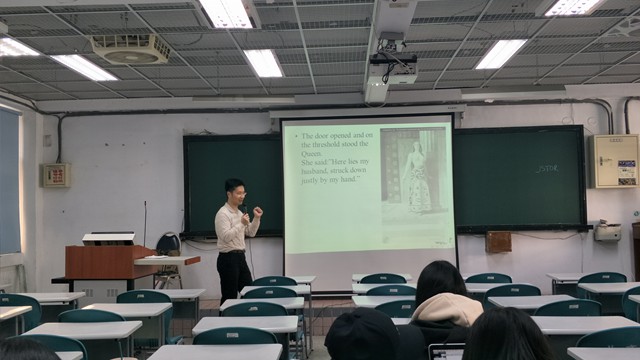 • The door opened and on
the threshold stood the
Queen.
She said."Here lies my
husband, struck down
justly by my hand."